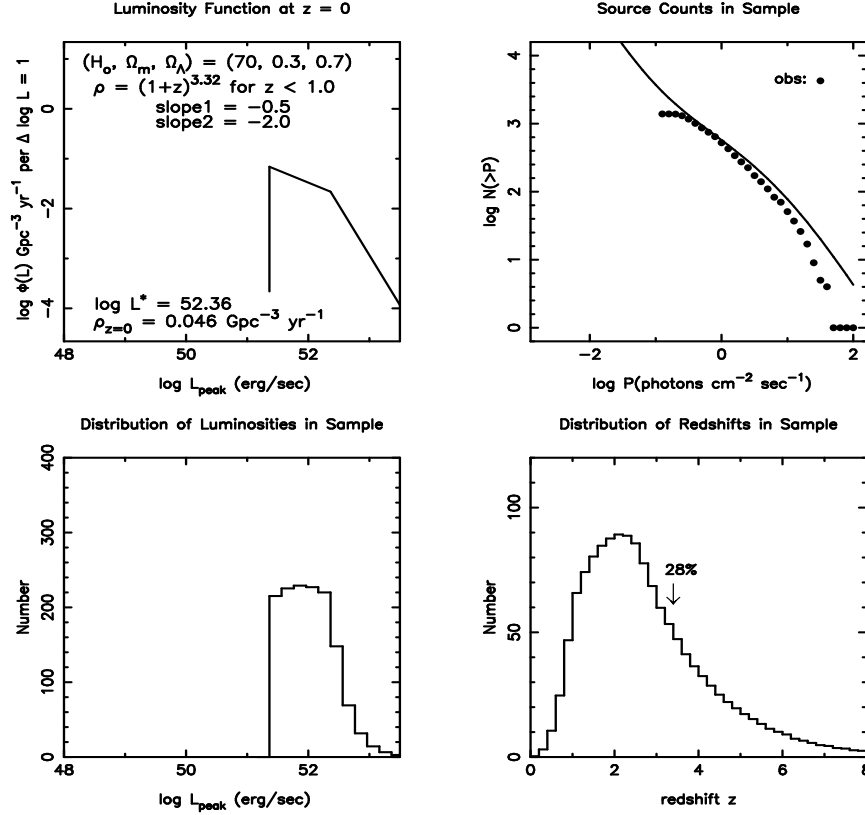 Luminosity Function at z = 0
log ϕ(L) Gpc⁻³ yr⁻¹ per Δ log L = 1
0
−2
−4
(Hₒ, Ωₘ, Ω_Λ) = (70, 0.3, 0.7)
ρ = (1+z)³·³² for z < 1.0
slope1 = −0.5
slope2 = −2.0
log L* = 52.36
ρ_z=0 = 0.046 Gpc⁻³ yr⁻¹
48
50
52
log L_peak (erg/sec)
Source Counts in Sample
log N(>P)
4
3
2
1
0
obs:
−2
0
2
log P(photons cm⁻² sec⁻¹)
Distribution of Luminosities in Sample
Number
400
300
200
100
0
48
50
52
log L_peak (erg/sec)
Distribution of Redshifts in Sample
Number
100
50
0
28%
0
2
4
6
8
redshift z